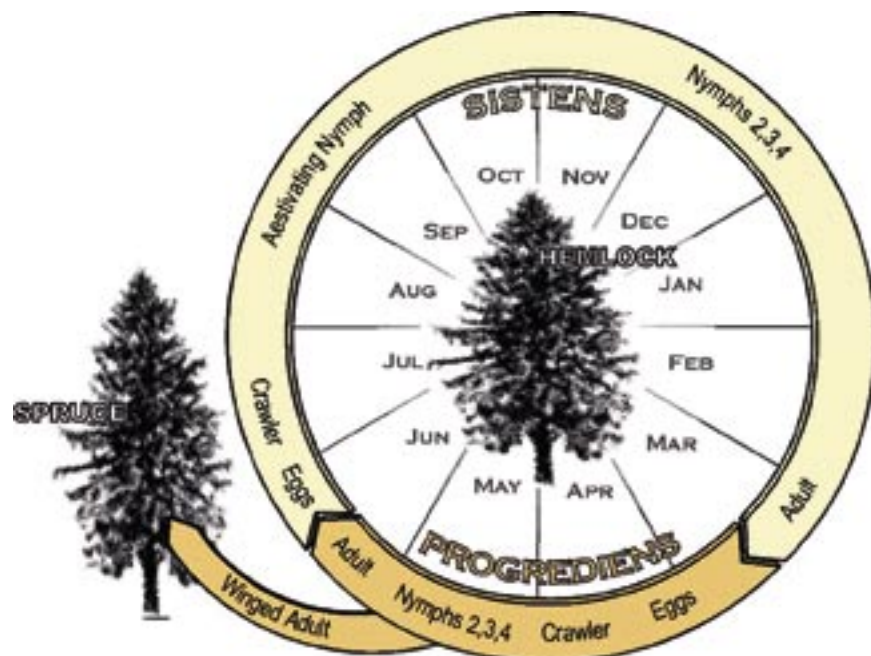 SISTENS
Nymphs 2,3,4
Aestivating Nymph
OCT
NOV
SEP
DEC
HEMLOCK
AUG
JAN
JUL
FEB
SPRUCE
Crawler
JUN
MAR
Eggs
MAY
APR
Adult
PROGREDIENS
Adult
Nymphs 2,3,4
Crawler
Eggs
Winged Adult